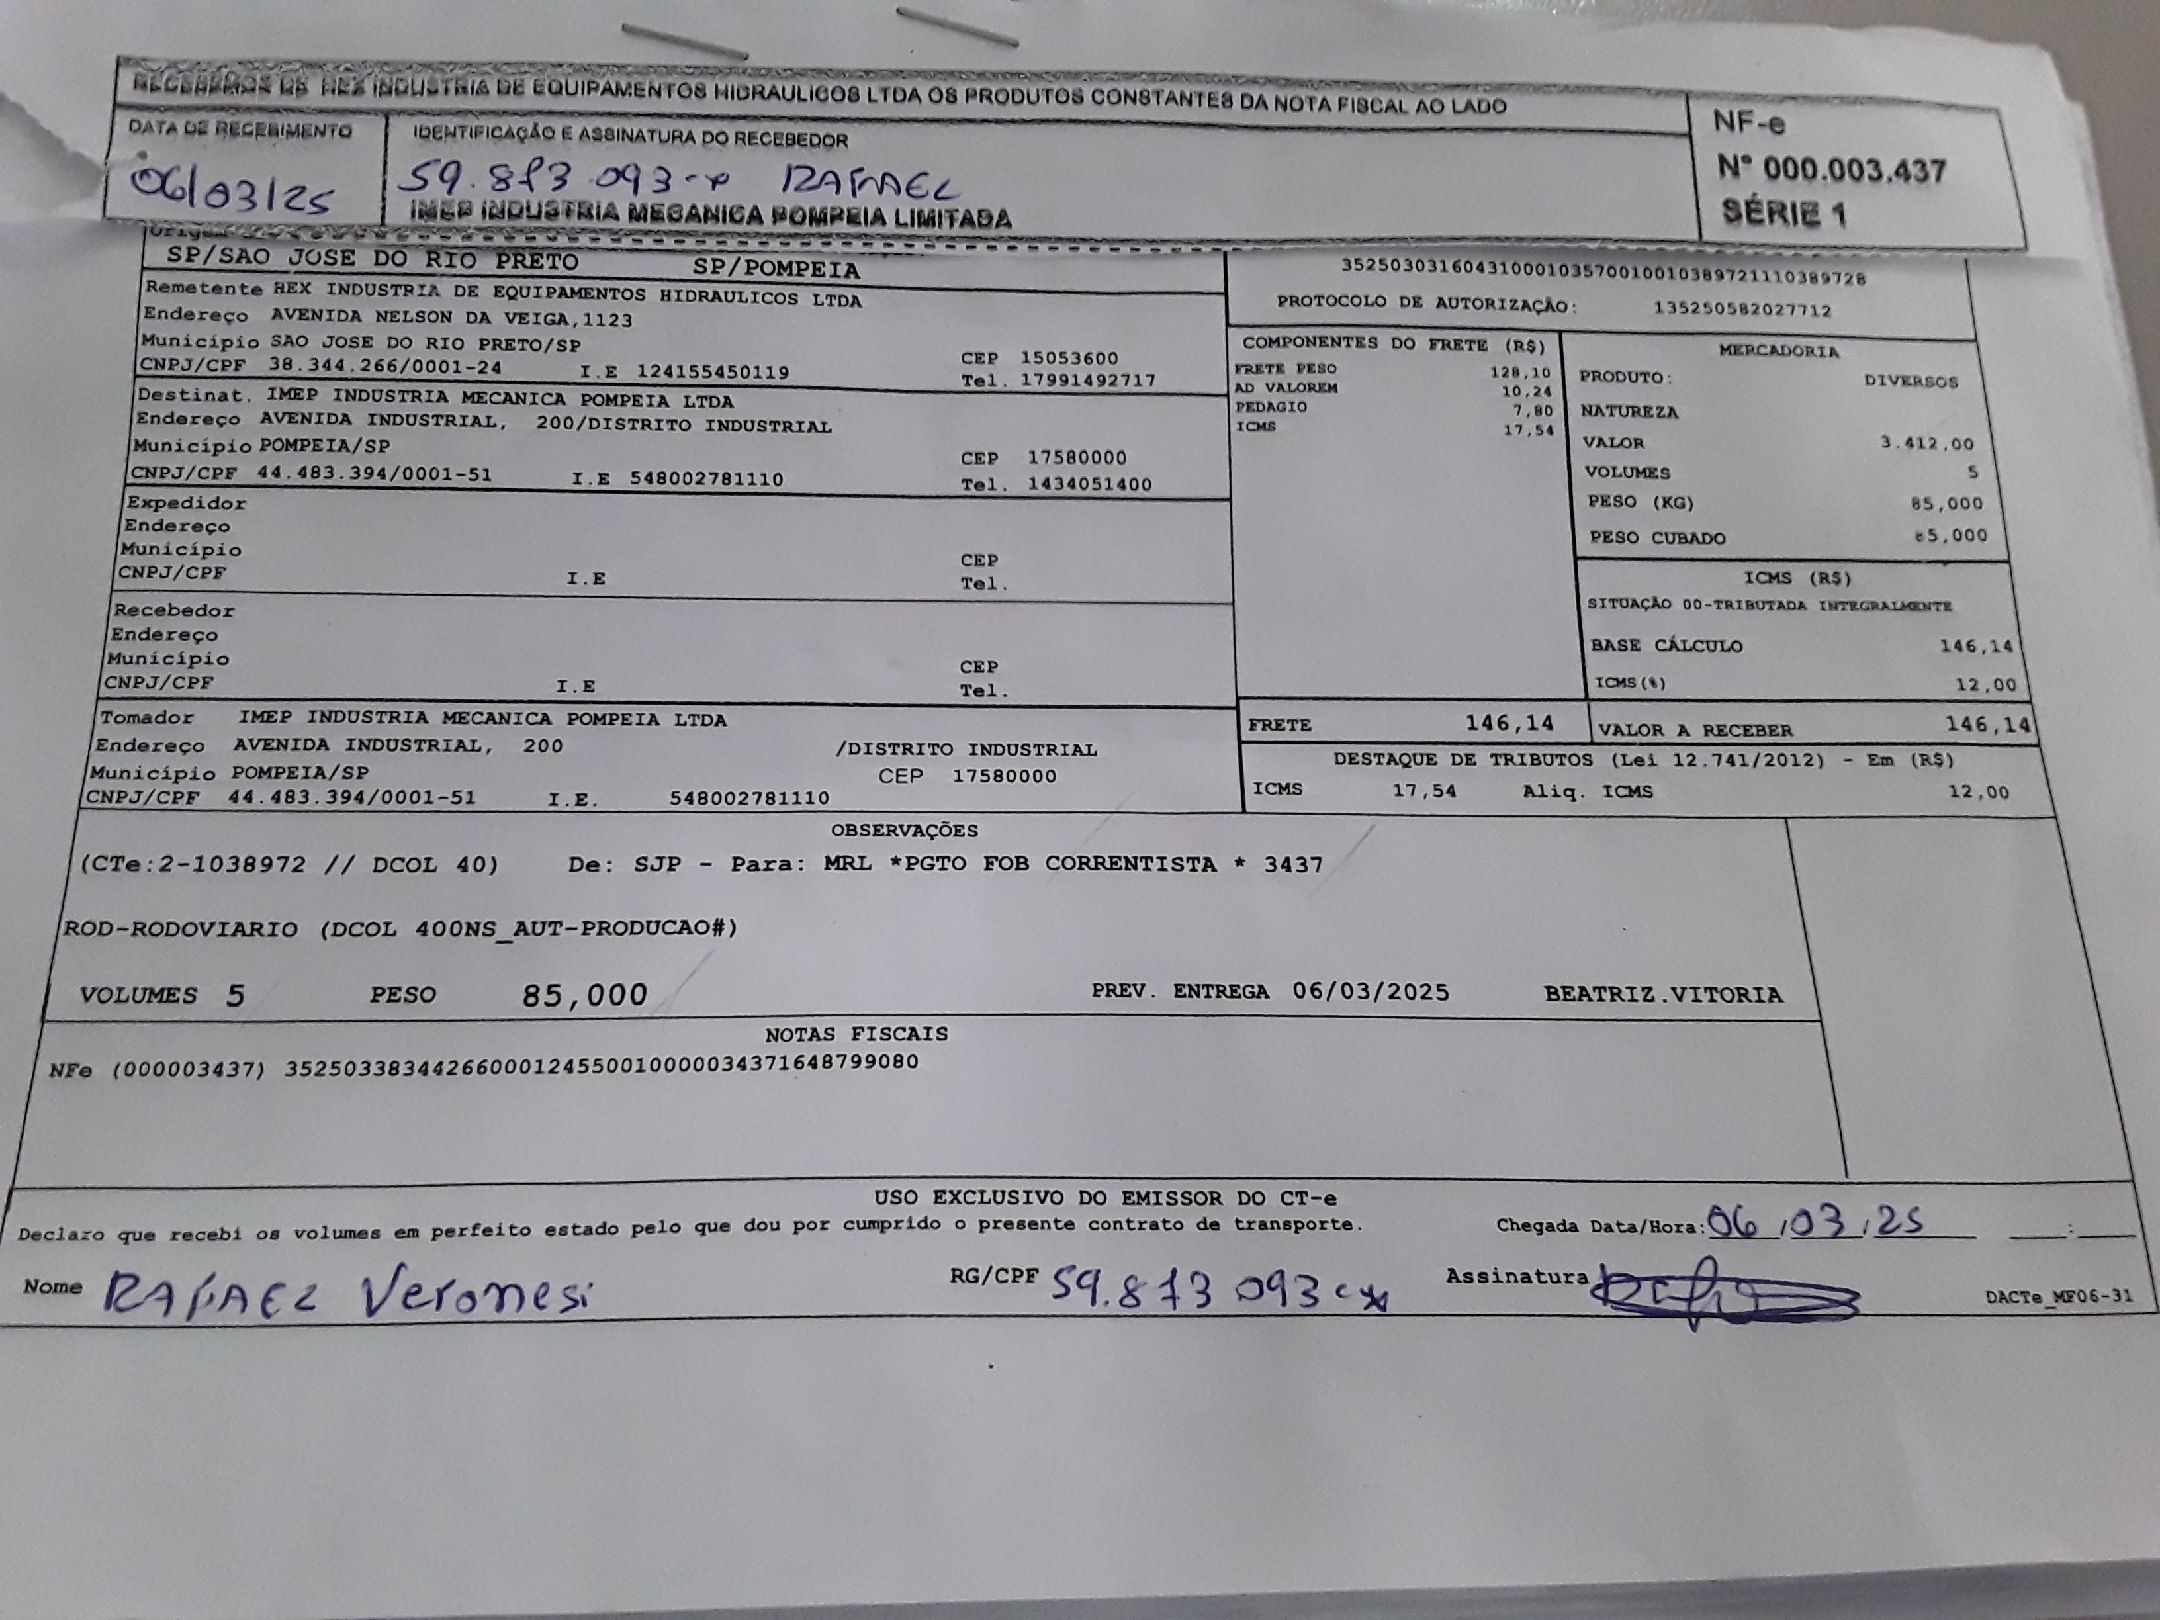 RECEBEMOS DE HEX INDUSTRIA DE EQUIPAMENTOS HIDRAULICOS LTDA OS PRODUTOS CONSTANTES DA NOTA FISCAL AO LADO
DATA DE RECEBIMENTO
06/03/25
IDENTIFICAÇÃO E ASSINATURA DO RECEBEDOR
59.873.093-x RAFAEL
IMEP INDUSTRIA MECANICA POMPEIA LIMITADA
NF-e
N° 000.003.437
SÉRIE 1
Origem
SP/SAO JOSE DO RIO PRETO SP/POMPEIA
Remetente HEX INDUSTRIA DE EQUIPAMENTOS HIDRAULICOS LTDA
Endereço AVENIDA NELSON DA VEIGA,1123
Município SAO JOSE DO RIO PRETO/SP CEP 15053600
CNPJ/CPF 38.344.266/0001-24 I.E 124155450119 Tel. 17991492717
Destinat. IMEP INDUSTRIA MECANICA POMPEIA LTDA
Endereço AVENIDA INDUSTRIAL, 200/DISTRITO INDUSTRIAL
Município POMPEIA/SP CEP 17580000
CNPJ/CPF 44.483.394/0001-51 I.E 548002781110 Tel. 1434051400
Expedidor
Endereço
Município CEP
CNPJ/CPF I.E Tel.
Recebedor
Endereço
Município CEP
CNPJ/CPF I.E Tel.
Tomador IMEP INDUSTRIA MECANICA POMPEIA LTDA
Endereço AVENIDA INDUSTRIAL, 200 /DISTRITO INDUSTRIAL
Município POMPEIA/SP CEP 17580000
CNPJ/CPF 44.483.394/0001-51 I.E. 548002781110
35250303160431000103570010010389721110389728
PROTOCOLO DE AUTORIZAÇÃO: 135250582027712
COMPONENTES DO FRETE (R$)
FRETE PESO 128,10
AD VALOREM 10,24
PEDAGIO 7,80
ICMS 17,54
MERCADORIA
PRODUTO: DIVERSOS
NATUREZA
VALOR 3.412,00
VOLUMES 5
PESO (KG) 85,000
PESO CUBADO 85,000
ICMS (R$)
SITUAÇÃO 00-TRIBUTADA INTEGRALMENTE
BASE CÁLCULO 146,14
ICMS(%) 12,00
FRETE 146,14 VALOR A RECEBER 146,14
DESTAQUE DE TRIBUTOS (Lei 12.741/2012) - Em (R$)
ICMS 17,54 Aliq. ICMS 12,00
OBSERVAÇÕES
(CTe:2-1038972 // DCOL 40) De: SJP - Para: MRL *PGTO FOB CORRENTISTA * 3437
ROD-RODOVIARIO (DCOL 400NS_AUT-PRODUCAO#)
VOLUMES 5 PESO 85,000 PREV. ENTREGA 06/03/2025 BEATRIZ.VITORIA
NOTAS FISCAIS
NFe (000003437) 35250338344266000124550010000034371648799080
USO EXCLUSIVO DO EMISSOR DO CT-e
Declaro que recebi os volumes em perfeito estado pelo que dou por cumprido o presente contrato de transporte. Chegada Data/Hora: 06/03/25 __:__
Nome RAFAEL Veronesi RG/CPF 59.873 093 Assinatura
DACTe_MF06-31